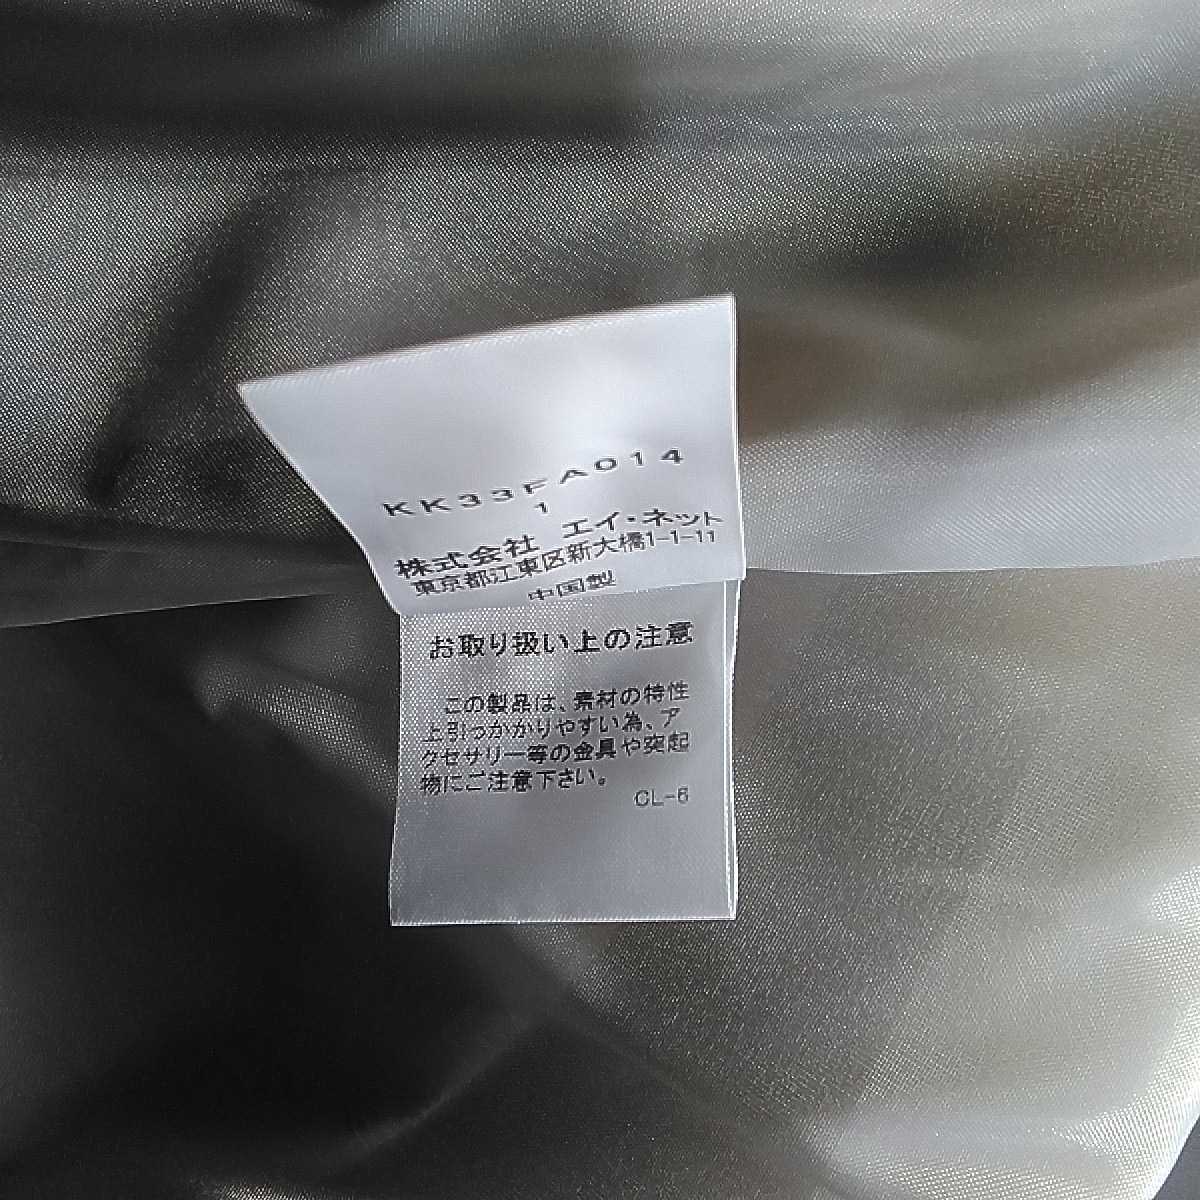 KK33FA014
1
株式会社 エイ・ネット
東京都江東区新大橋1-1-11
中国製
お取り扱い上の注意
この製品は、素材の特性
上引っかかりやすい為、ア
クセサリー等の金具や突起
物にご注意下さい。
CL-6